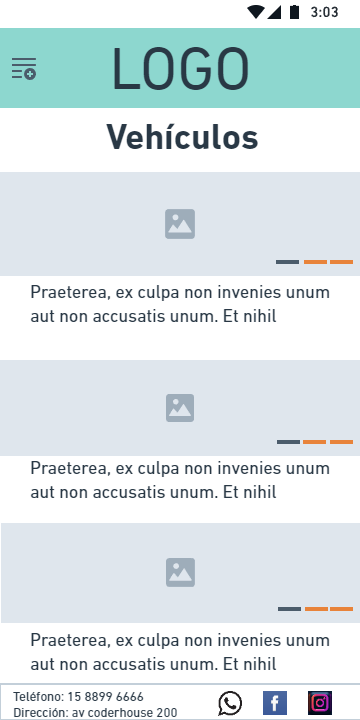 3:03
LOGO
Vehículos
Praeterea, ex culpa non invenies unum
aut non accusatis unum. Et nihil
Praeterea, ex culpa non invenies unum
aut non accusatis unum. Et nihil
Praeterea, ex culpa non invenies unum
aut non accusatis unum. Et nihil
Teléfono: 15 8899 6666
Dirección: av coderhouse 200